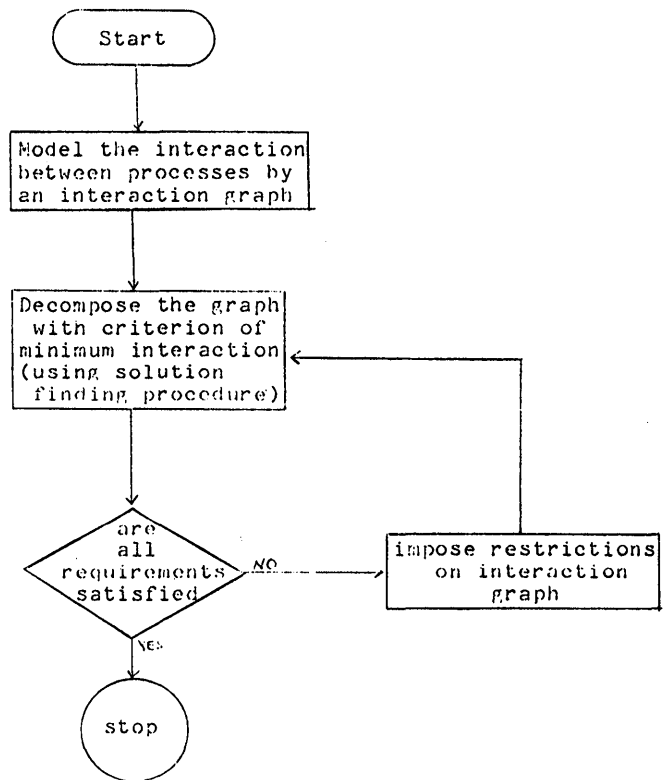 Start
Model the interaction
between processes by
an interaction graph
Decompose the graph
with criterion of
minimum interaction
(using solution
finding procedure)
are
all
requirements
satisfied
NO
impose restrictions
on interaction
graph
YES
stop